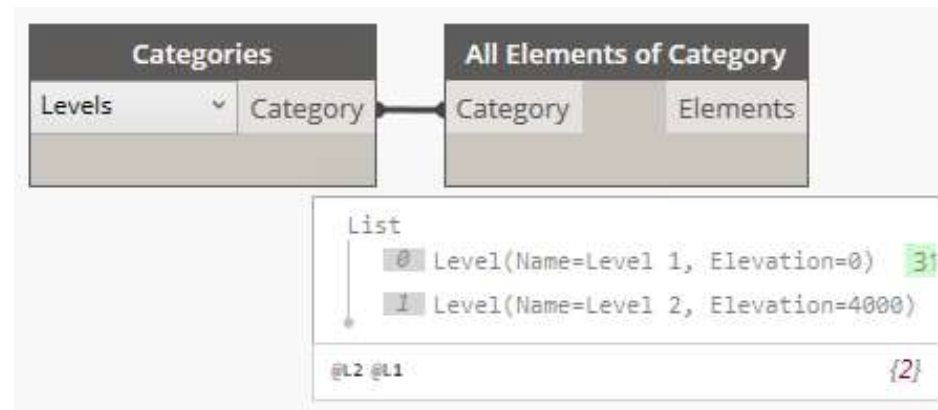 Categories
All Elements of Category
Levels
Category
Category
Elements
List
0 Level(Name=Level 1, Elevation=0) 31
1 Level(Name=Level 2, Elevation=4000)
@L2 @L1
{2}